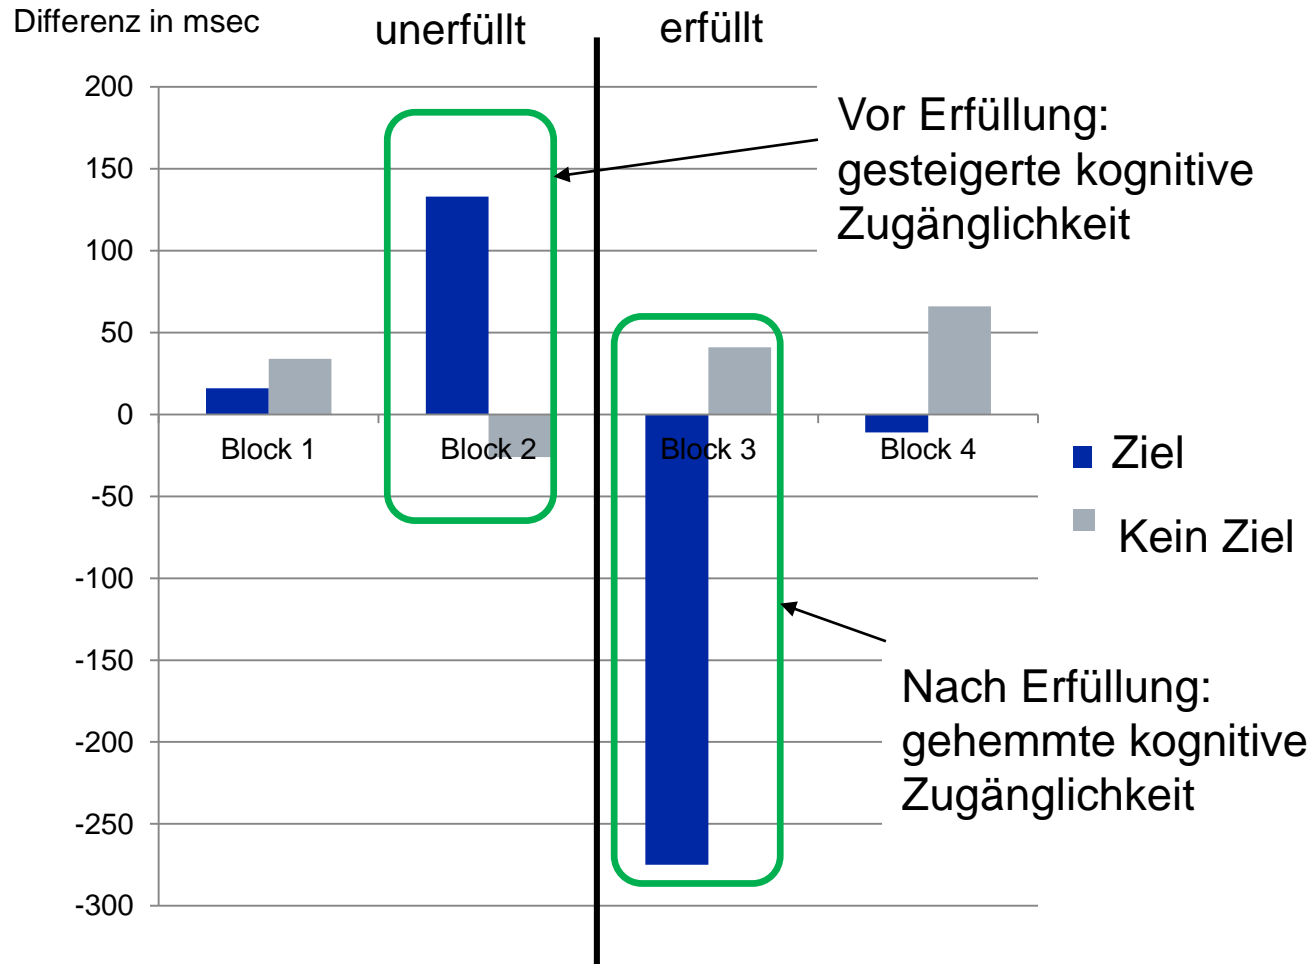 Differenz in msec
unerfüllt
erfüllt
200
150
100
50
0
-50
-100
-150
-200
-250
-300
Vor Erfüllung:
gesteigerte kognitive
Zugänglichkeit
Block 1
Block 2
Block 3
Block 4
Ziel
Kein Ziel
Nach Erfüllung:
gehemmte kognitive
Zugänglichkeit